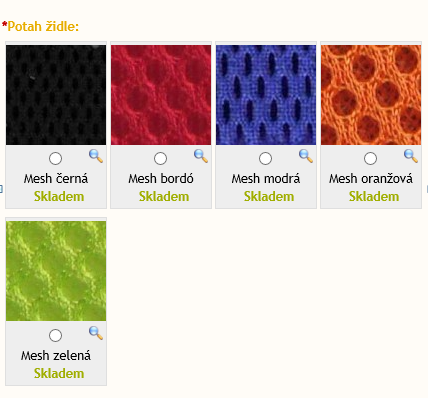 *Potah židle:
Mesh černá
Skladem
Mesh bordó
Skladem
Mesh modrá
Skladem
Mesh oranžová
Skladem
Mesh zelená
Skladem